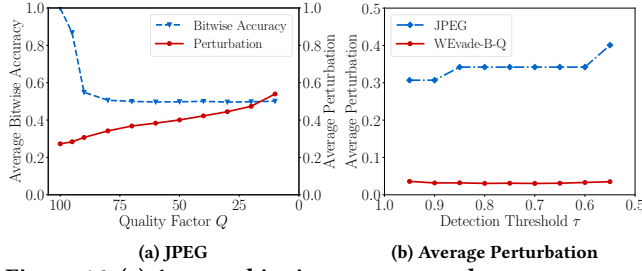 1.0
0.8
0.6
0.4
0.2
0.0
Average Bitwise Accuracy
Bitwise Accuracy
Perturbation
1.0
0.8
0.6
0.4
0.2
0.0
Average Perturbation
100 75 50 25 0
Quality Factor Q
(a) JPEG
0.5
0.4
0.3
0.2
0.1
0.0
Average Perturbation
JPEG
WEvade-B-Q
1.0 0.9 0.8 0.7 0.6 0.5
Detection Threshold τ
(b) Average Perturbation